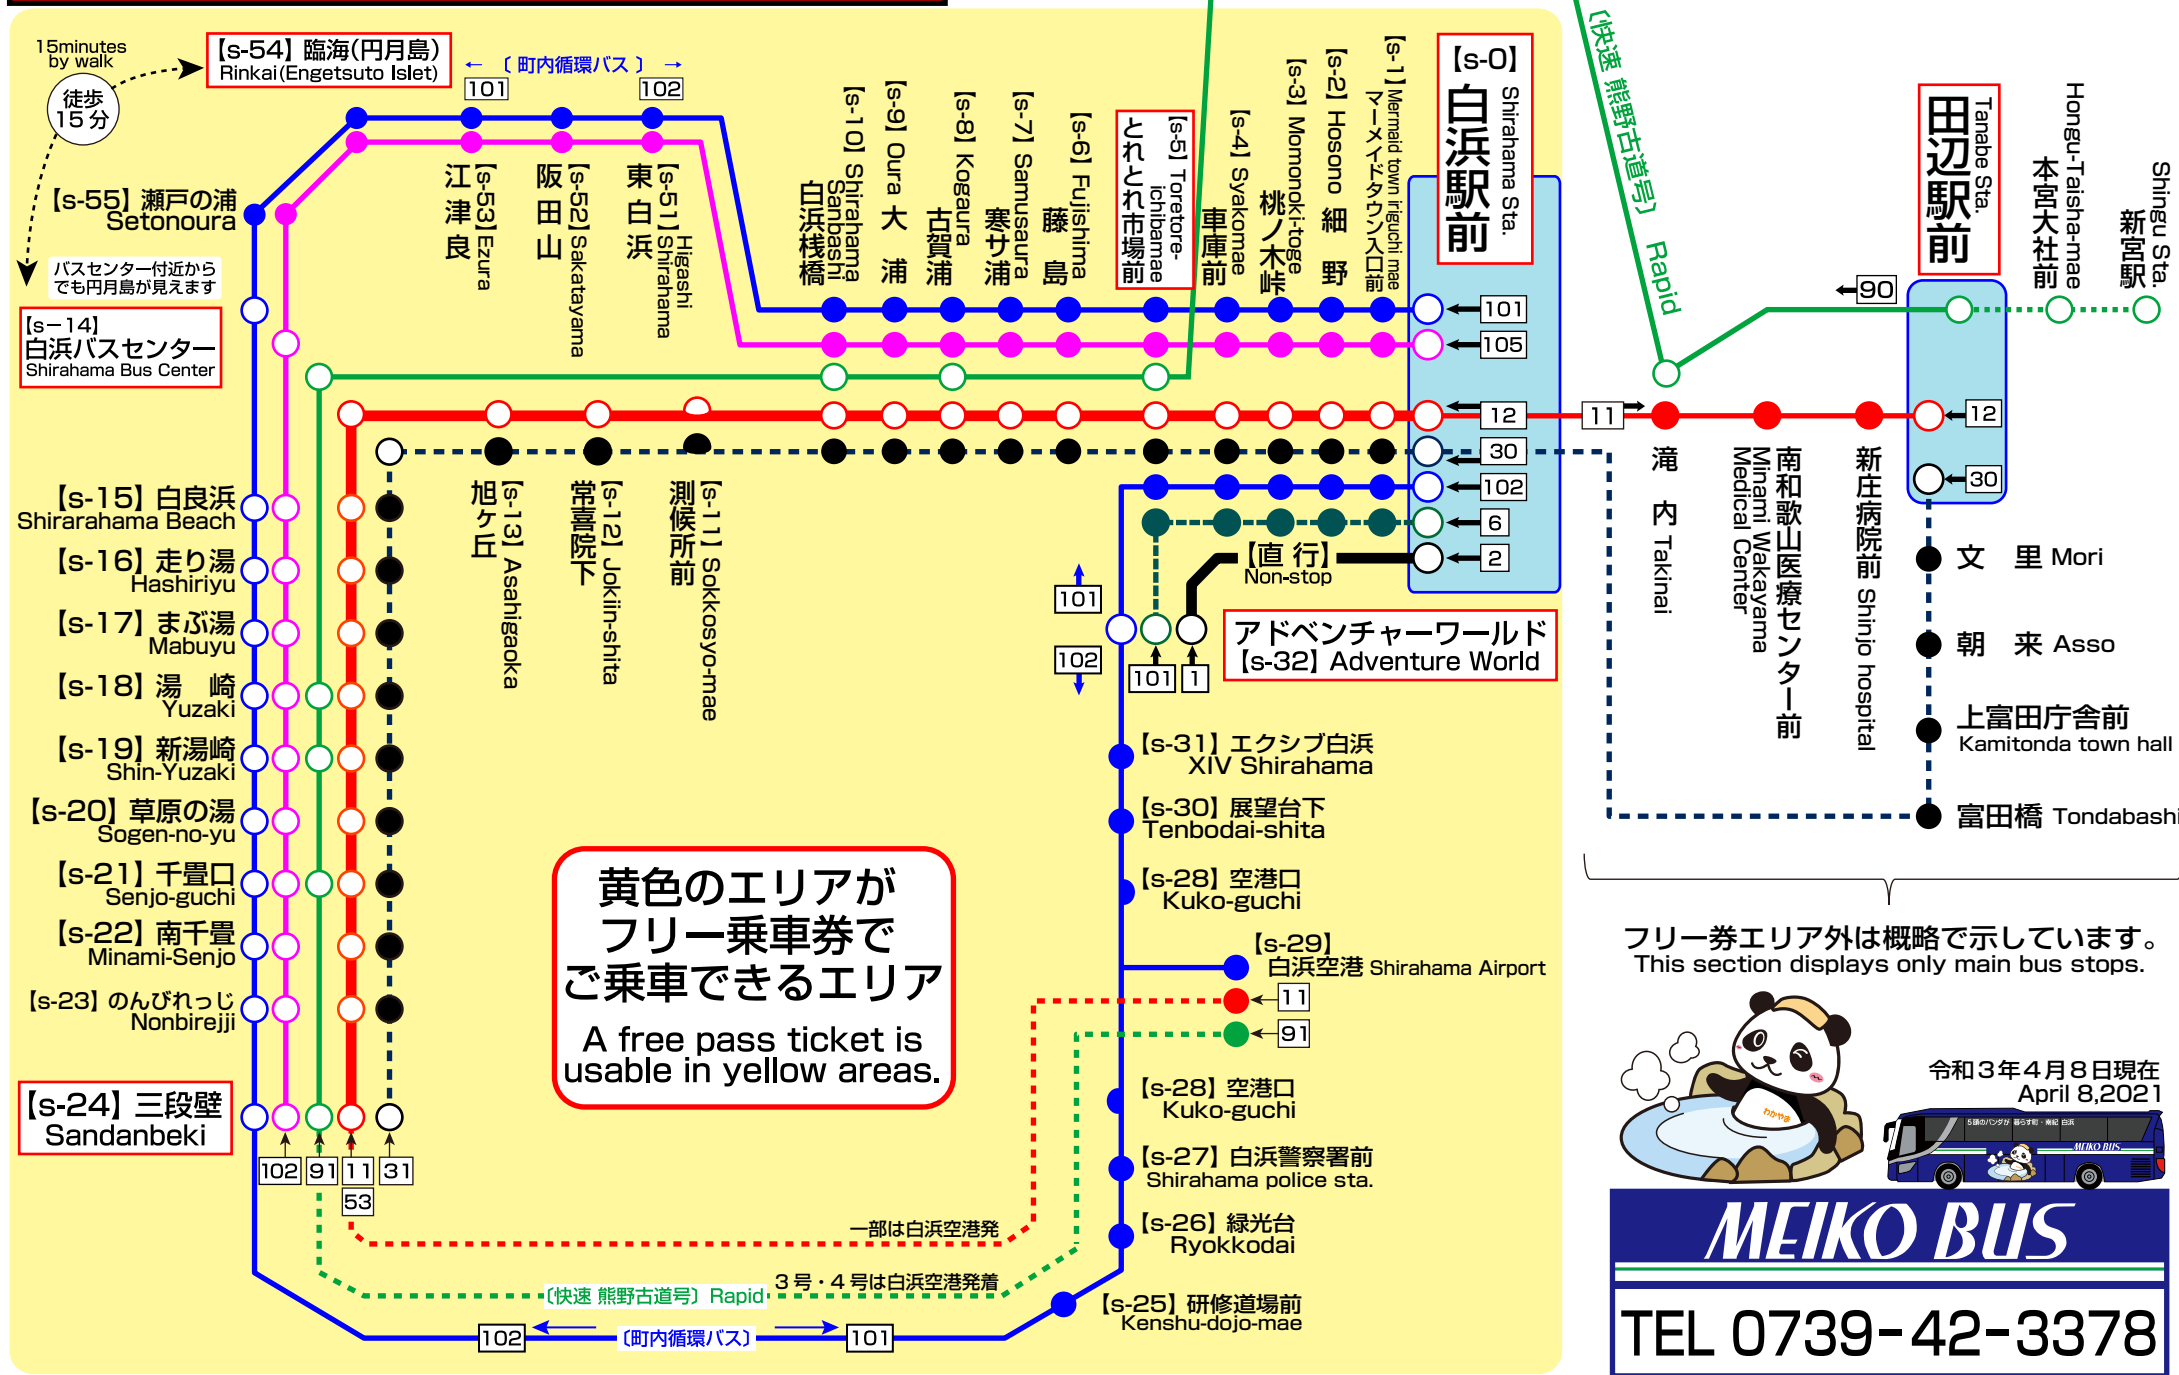 15minutes
by walk
徒歩
15分
【s-54】臨海(円月島)
Rinkai(Engetsuto Islet)
← 〔町内循環バス〕 →
101
102
【s-55】瀬戸の浦
Setonoura
バスセンター付近から
でも円月島が見えます
【s-14】
白浜バスセンター
Shirahama Bus Center
【s-53】Ezura
江津良
【s-52】Sakatayama
阪田山
【s-51】Higashi
Shirahama
東白浜
【s-10】Shirahama
Sanbashi
白浜桟橋
【s-9】Oura 大浦
【s-8】Kogaura
古賀浦
【s-7】Samusaura
寒サ浦
【s-6】Fujishima
藤島
【s-5】Toretore-
ichibamae
とれとれ市場前
【s-4】Syakomae
車庫前
【s-3】Momonoki-toge
桃ノ木峠
【s-2】Hosono 細野
【s-1】Mermaid town iriguchi mae
マーメイドタウン入口前
【s-0】
Shirahama Sta.
白浜駅前
101
105
12
30
102
6
2
〔快速 熊野古道号〕 Rapid
11
90
Tanabe Sta.
田辺駅前
12
30
Hongu-Taisha-mae
本宮大社前
Shingu Sta.
新宮駅
滝内 Takinai
南和歌山医療センター前
Minami Wakayama
Medical Center
新庄病院前 Shinjo hospital
文 里 Mori
朝 来 Asso
上富田庁舎前
Kamitonda town hall
富田橋 Tondabashi
【s-15】白良浜
Shirarahama Beach
【s-16】走り湯
Hashiriyu
【s-17】まぶ湯
Mabuyu
【s-18】湯 崎
Yuzaki
【s-19】新湯崎
Shin-Yuzaki
【s-20】草原の湯
Sogen-no-yu
【s-21】千畳口
Senjo-guchi
【s-22】南千畳
Minami-Senjo
【s-23】のんびれっじ
Nonbirejji
【s-24】三段壁
Sandanbeki
102
91
11
53
31
【s-13】Asahigaoka
旭ヶ丘
【s-12】Jokiin-shita
常喜院下
【s-11】Sokkosyo-mae
測候所前
【直 行】
Non-stop
101
102
101
1
アドベンチャーワールド
【s-32】Adventure World
【s-31】エクシブ白浜
XIV Shirahama
【s-30】展望台下
Tenbodai-shita
【s-28】空港口
Kuko-guchi
【s-29】
白浜空港 Shirahama Airport
11
91
【s-28】空港口
Kuko-guchi
【s-27】白浜警察署前
Shirahama police sta.
【s-26】緑光台
Ryokkodai
【s-25】研修道場前
Kenshu-dojo-mae
黄色のエリアが
フリー乗車券で
ご乗車できるエリア
A free pass ticket is
usable in yellow areas.
一部は白浜空港発
〔快速 熊野古道号〕Rapid
3号・4号は白浜空港発着
102
〔町内循環バス〕
101
フリー券エリア外は概略で示しています。
This section displays only main bus stops.
令和3年4月8日現在
April 8,2021
わかやま
5頭のパンダが 暮らす町・南紀 白浜
MEIKO BUS
MEIKO BUS
TEL 0739-42-3378